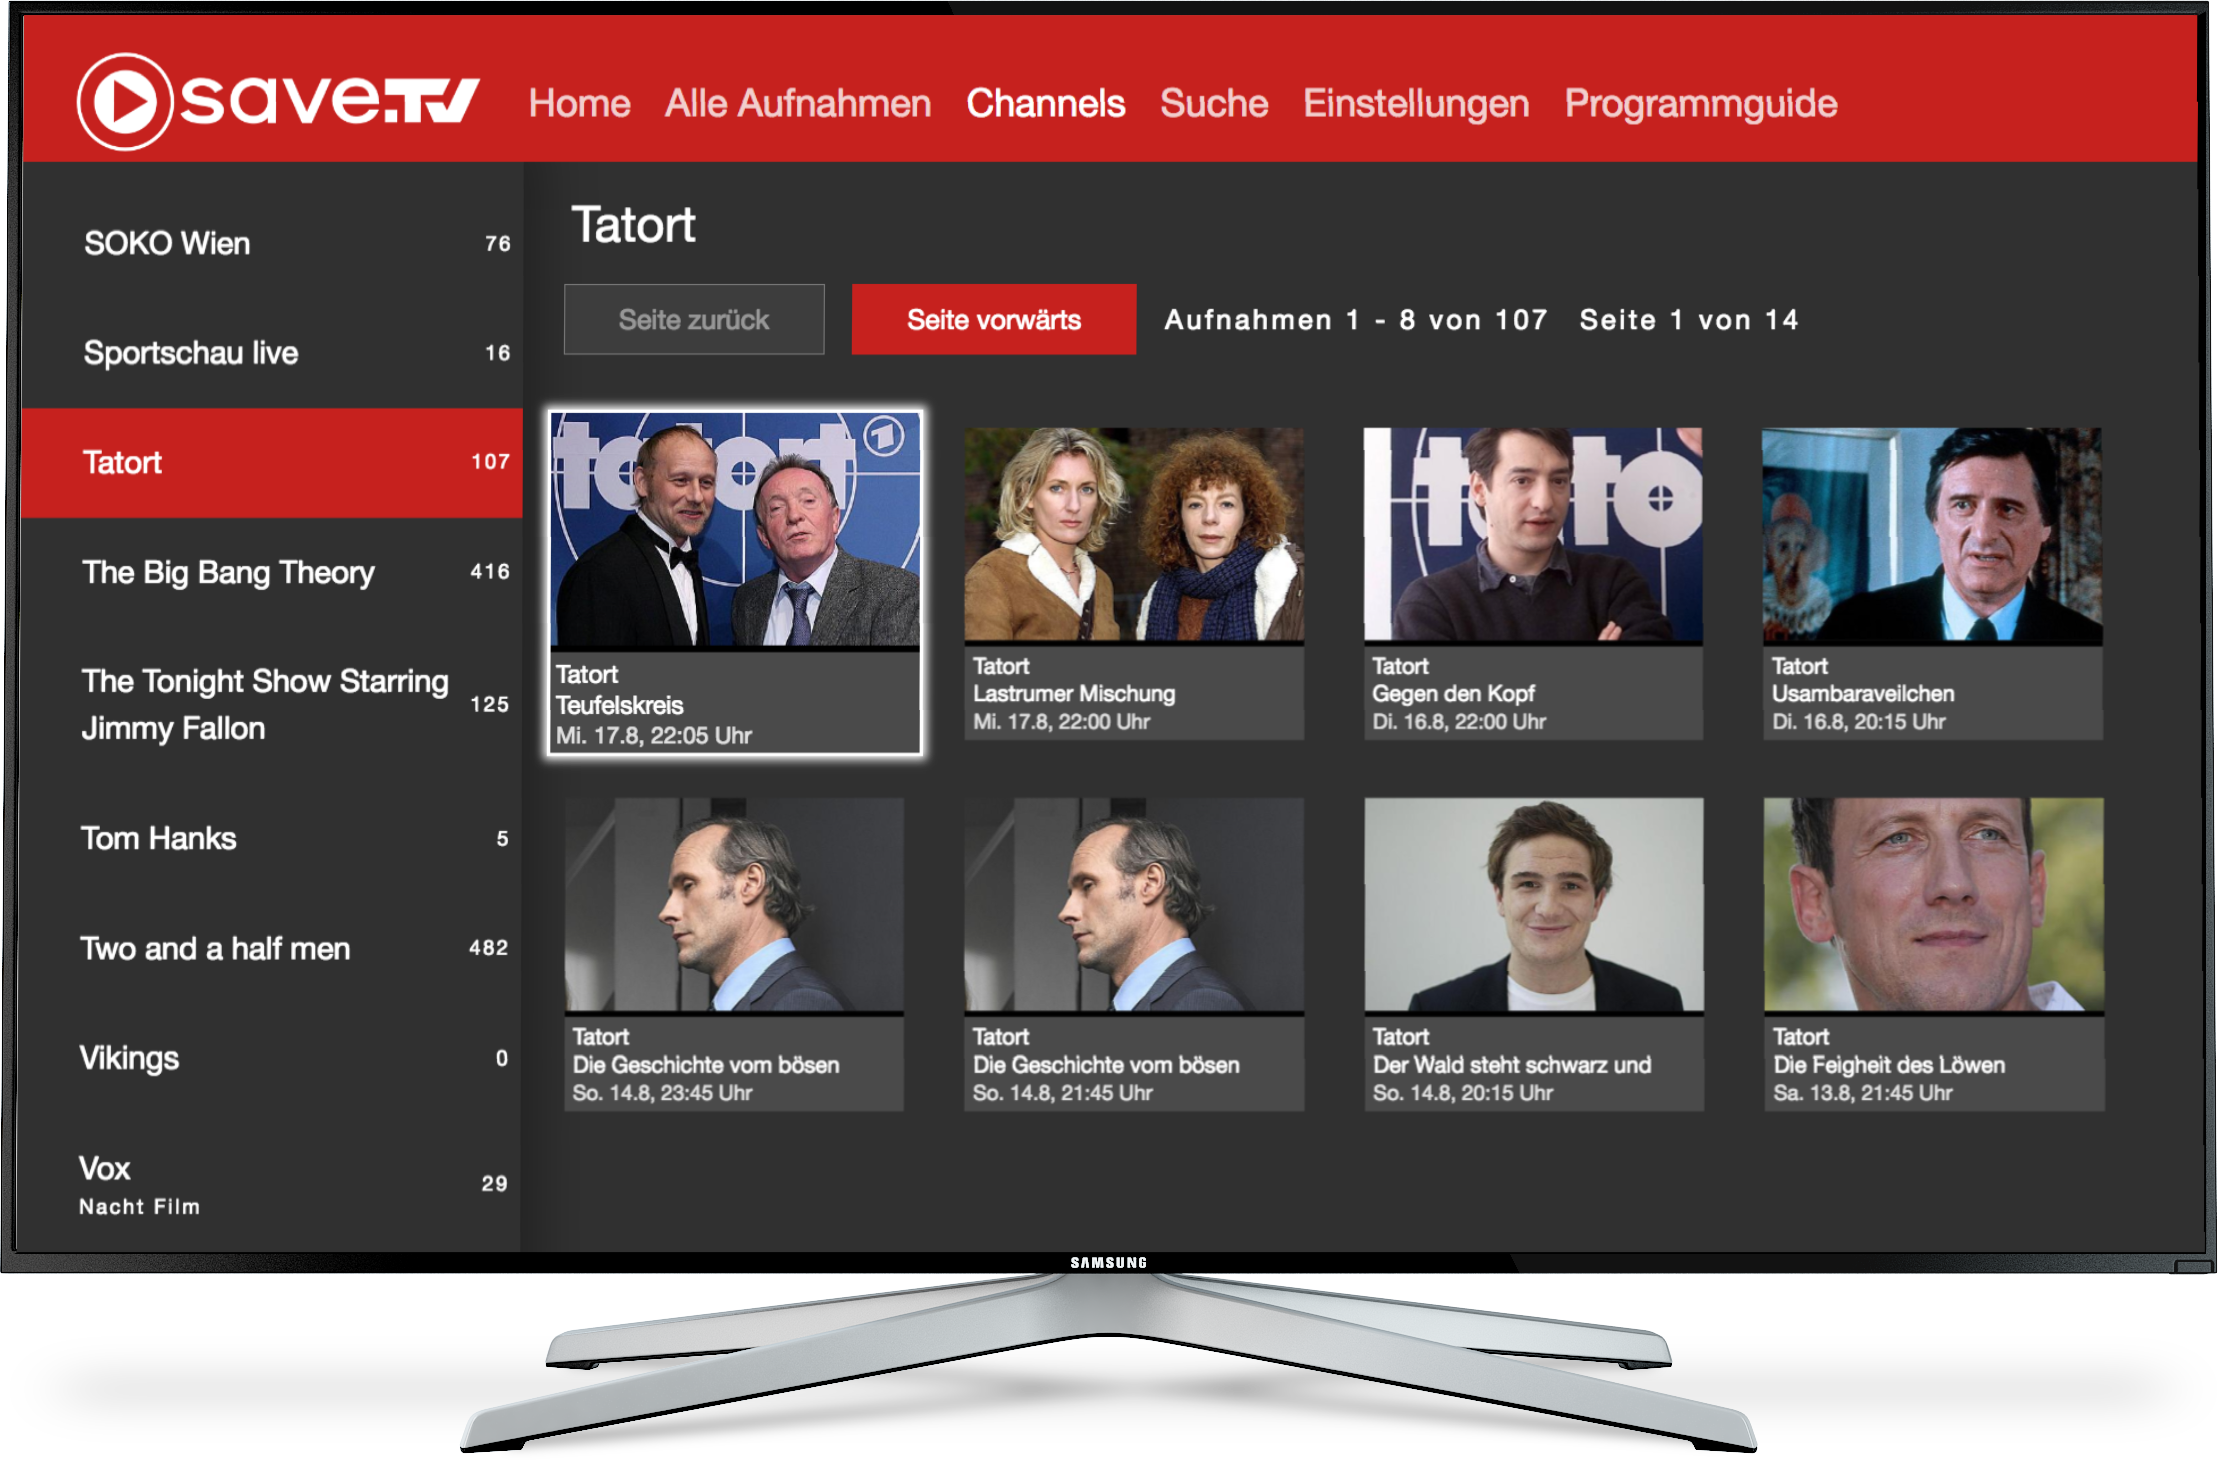 save.TV
Home Alle Aufnahmen Channels Suche Einstellungen Programmguide
SOKO Wien 76
Sportschau live 16
Tatort 107
The Big Bang Theory 416
The Tonight Show Starring
Jimmy Fallon 125
Tom Hanks 5
Two and a half men 482
Vikings 0
Vox 29
Nacht Film
Tatort
Seite zurück Seite vorwärts Aufnahmen 1 - 8 von 107 Seite 1 von 14
tatort 1
Tatort
Teufelskreis
Mi. 17.8, 22:05 Uhr
Tatort
Lastrumer Mischung
Mi. 17.8, 22:00 Uhr
Tatort
Gegen den Kopf
Di. 16.8, 22:00 Uhr
Tatort
Usambaraveilchen
Di. 16.8, 20:15 Uhr
Tatort
Die Geschichte vom bösen
So. 14.8, 23:45 Uhr
Tatort
Die Geschichte vom bösen
So. 14.8, 21:45 Uhr
Tatort
Der Wald steht schwarz und
So. 14.8, 20:15 Uhr
Tatort
Die Feigheit des Löwen
Sa. 13.8, 21:45 Uhr
SAMSUNG